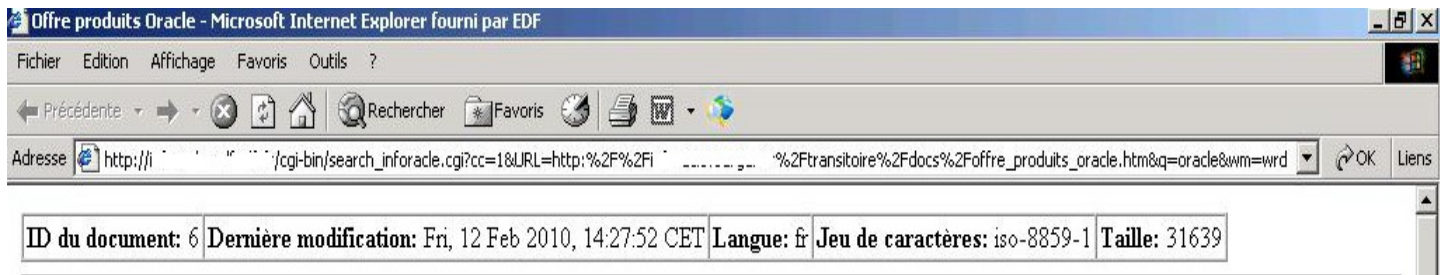 Offre produits Oracle - Microsoft Internet Explorer fourni par EDF
Fichier Edition Affichage Favoris Outils ?
Précédente Rechercher Favoris
Adresse http://i /cgi-bin/search_inforacle.cgi?cc=1&URL=http:%2F%2Fi %2Ftransitoire%2Fdocs%2Foffre_produits_oracle.htm&q=oracle&wm=wrd OK Liens
ID du document: 6 Dernière modification: Fri, 12 Feb 2010, 14:27:52 CET Langue: fr Jeu de caractères: iso-8859-1 Taille: 31639